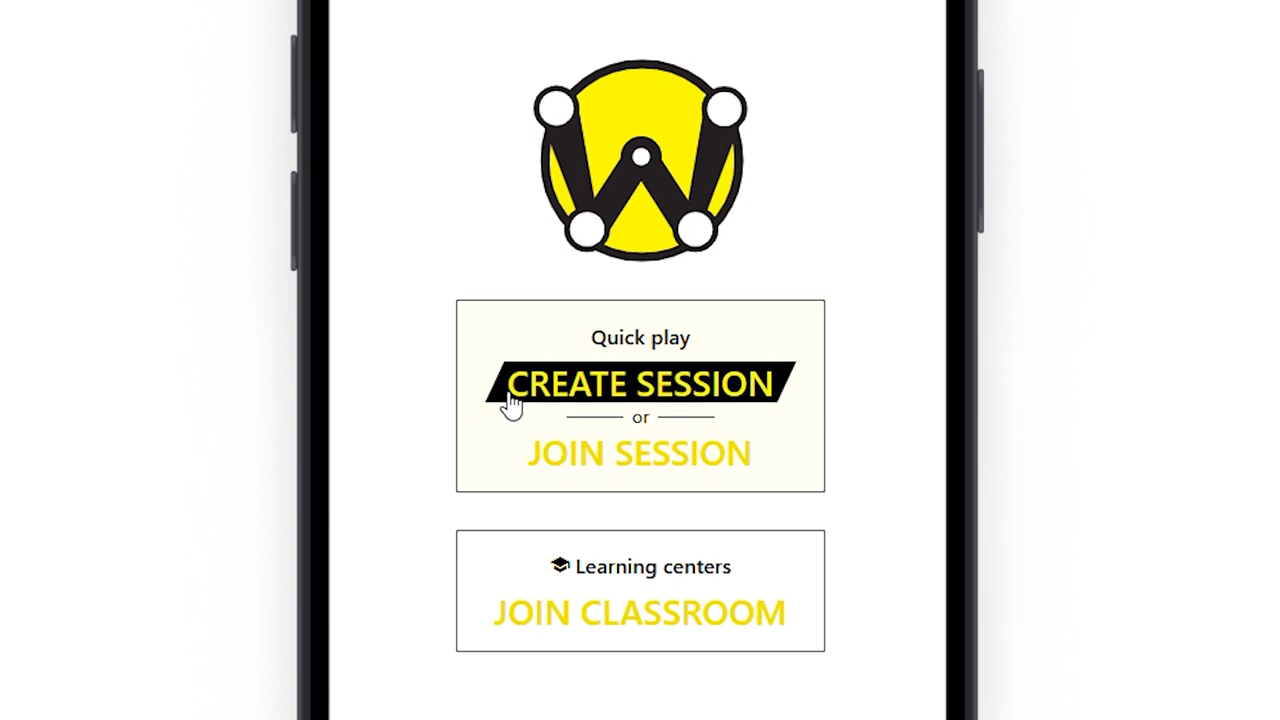 Quick play
CREATE SESSION
or
JOIN SESSION
Learning centers
JOIN CLASSROOM